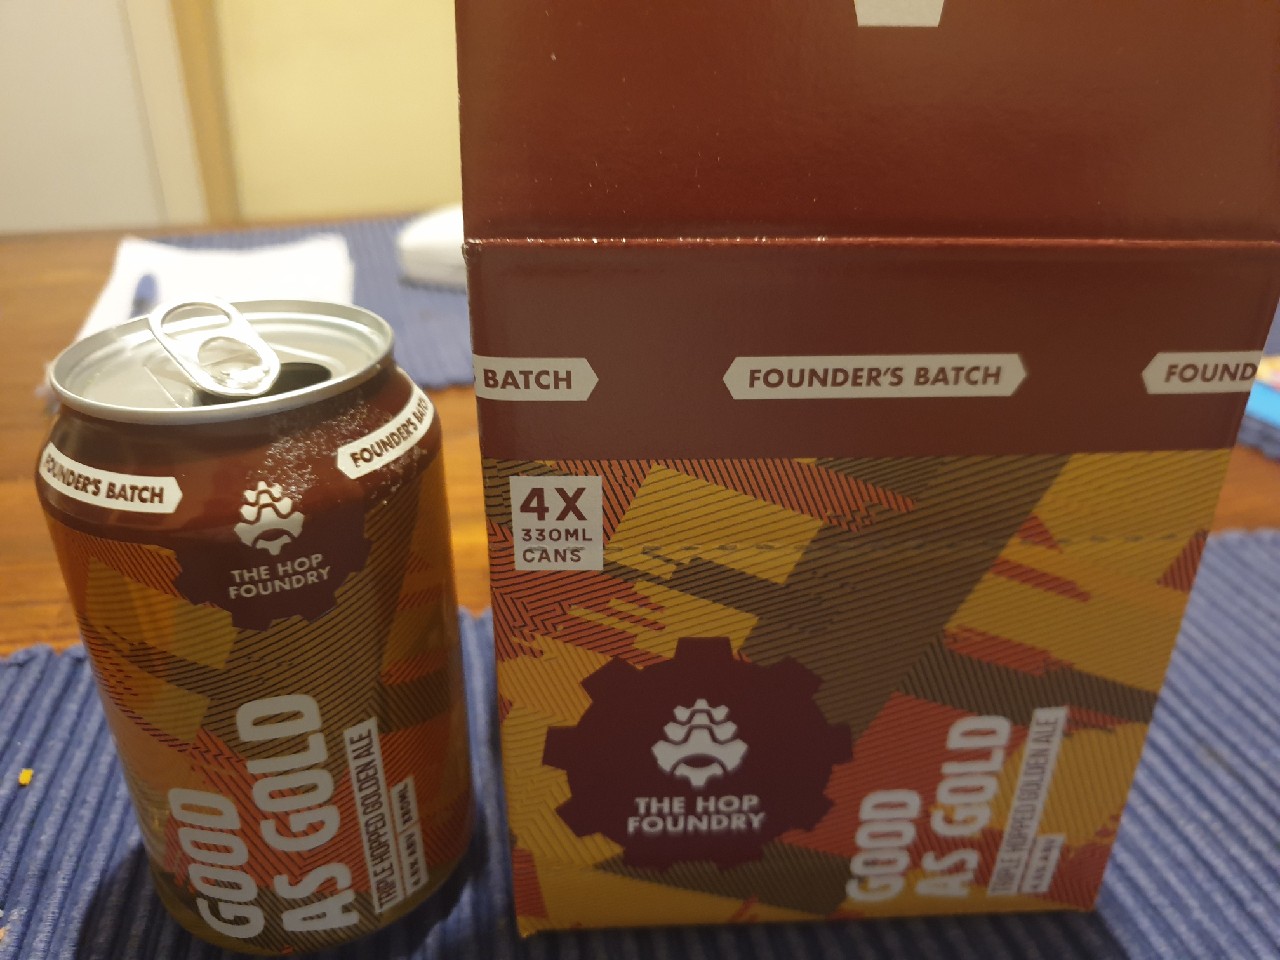 FOUNDER'S BATCH
FOUNDER'S BATCH
THE HOP
FOUNDRY
GOOD
AS GOLD
TRIPLE HOPPED GOLDEN ALE
330ML
BATCH
FOUNDER'S BATCH
FOUND
4X
330ML
CANS
THE HOP
FOUNDRY
GOOD
AS GOLD
TRIPLE HOPPED GOLDEN ALE